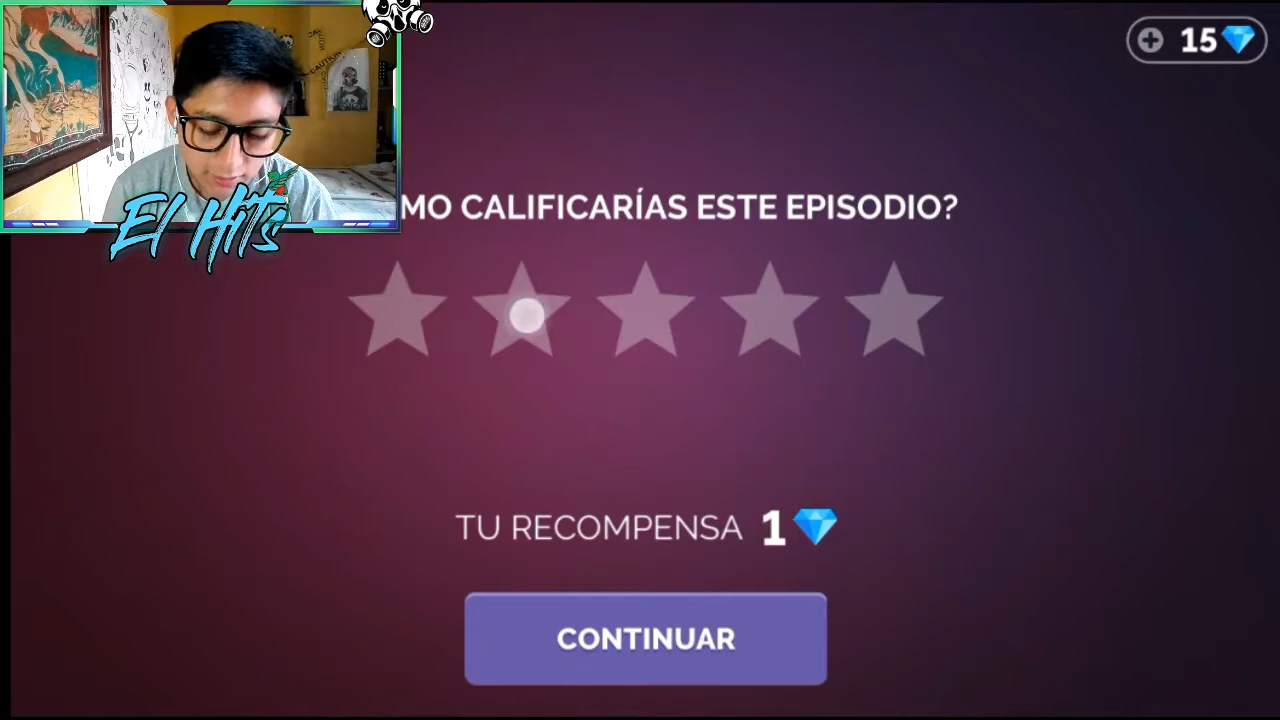 15
El Hits
MO CALIFICARÍAS ESTE EPISODIO?
TU RECOMPENSA 1
CONTINUAR